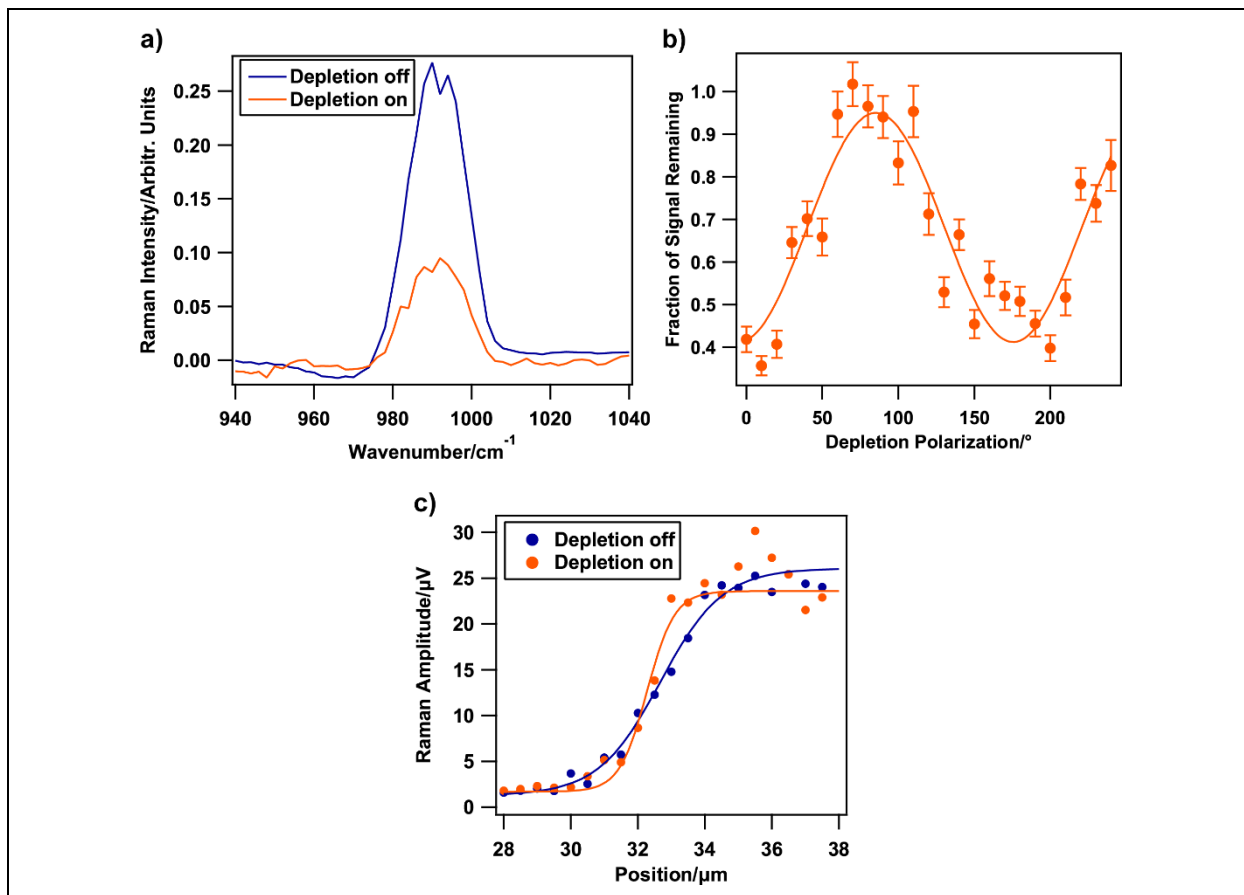 a)
Depletion off
Depletion on
Raman Intensity/Arbitr. Units
0.25
0.20
0.15
0.10
0.05
0.00
940
960
980
1000
1020
1040
Wavenumber/cm⁻¹
b)
Fraction of Signal Remaining
1.0
0.9
0.8
0.7
0.6
0.5
0.4
0
50
100
150
200
Depletion Polarization/°
c)
Depletion off
Depletion on
Raman Amplitude/µV
30
25
20
15
10
5
0
28
30
32
34
36
38
Position/µm